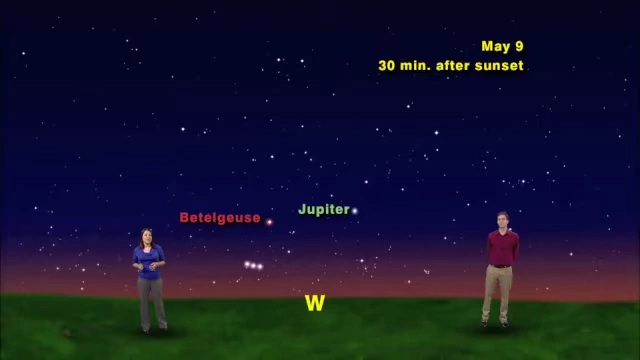 May 9
30 min. after sunset
Jupiter
Betelgeuse
W